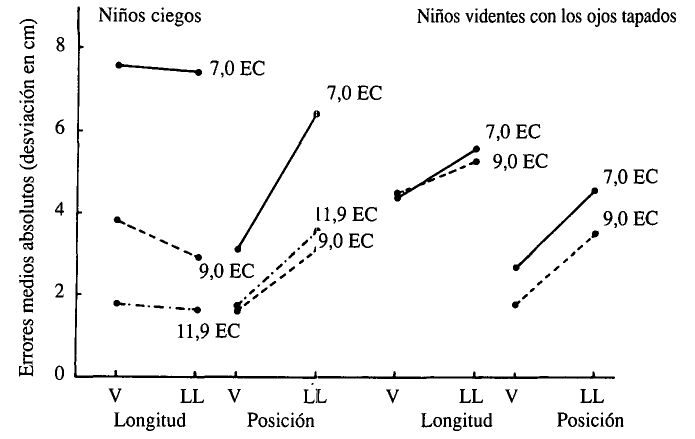 Niños ciegos
Niños videntes con los ojos tapados
Errores medios absolutos (desviación en cm)
8
6
4
2
0
7,0 EC
9,0 EC
11,9 EC
7,0 EC
11,9 EC
9,0 EC
7,0 EC
9,0 EC
7,0 EC
9,0 EC
V LL V LL V LL V LL
Longitud Posición Longitud Posición